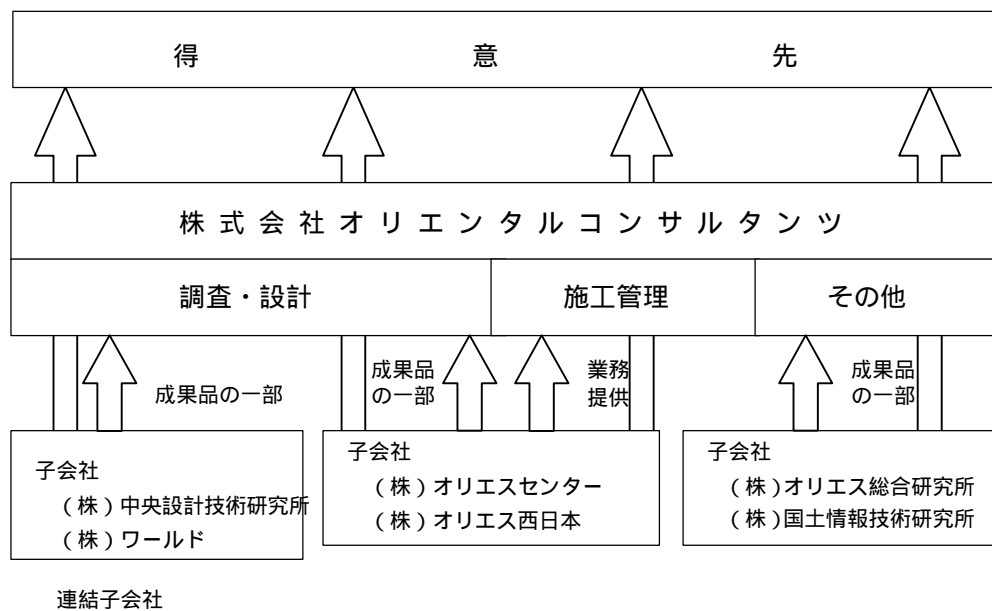 得意先
株式会社オリエンタルコンサルタンツ
調査・設計
施工管理
その他
成果品の一部
成果品
の一部
業務
提供
成果品
の一部
子会社
（株）中央設計技術研究所
（株）ワールド
子会社
（株）オリエスセンター
（株）オリエス西日本
子会社
（株）オリエス総合研究所
（株）国土情報技術研究所
連結子会社